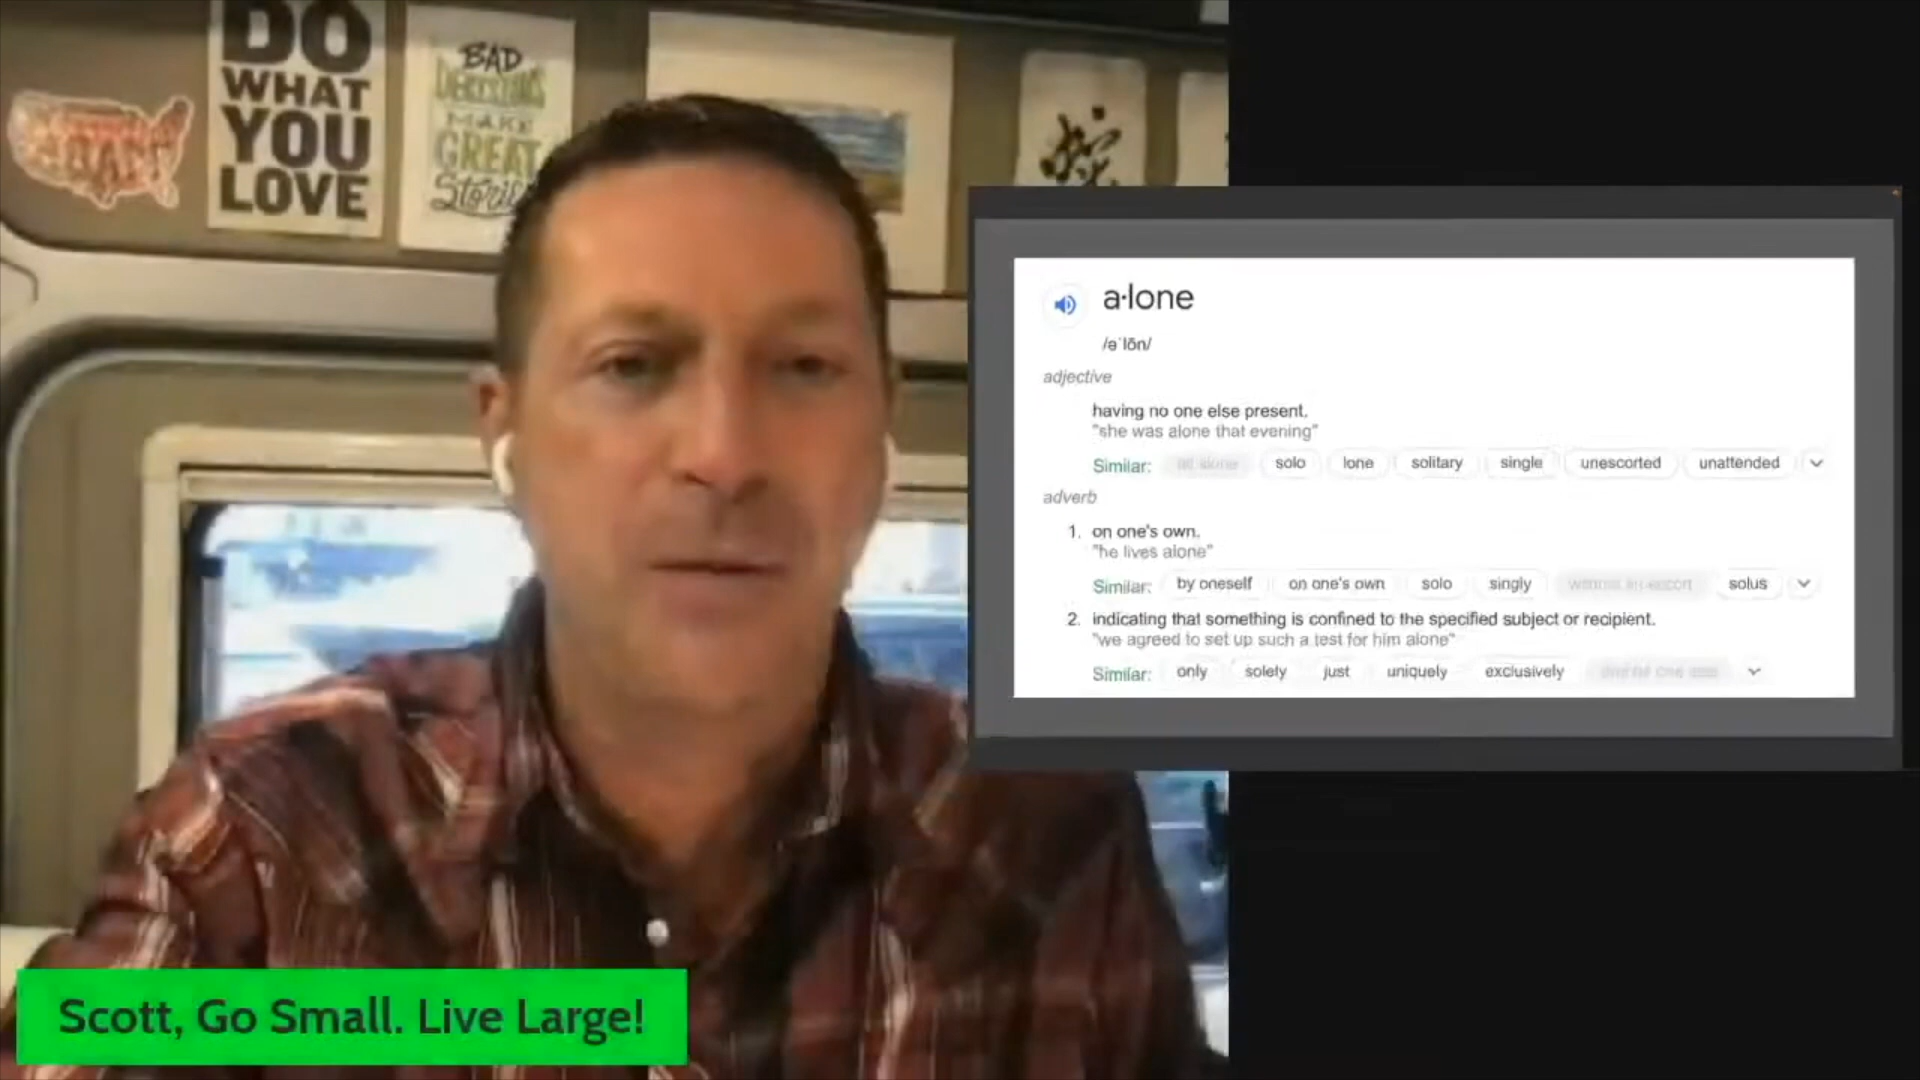 DO
WHAT
YOU
LOVE
BAD
DECISIONS
MAKE
GREAT
Stories
a·lone
/əˈlōn/
adjective
having no one else present.
"she was alone that evening"
Similar: all alone solo lone solitary single unescorted unattended
adverb
1. on one's own.
"he lives alone"
Similar: by oneself on one's own solo singly solus
2. indicating that something is confined to the specified subject or recipient.
"we agreed to set up such a test for him alone"
Similar: only solely just uniquely exclusively
Scott, Go Small. Live Large!